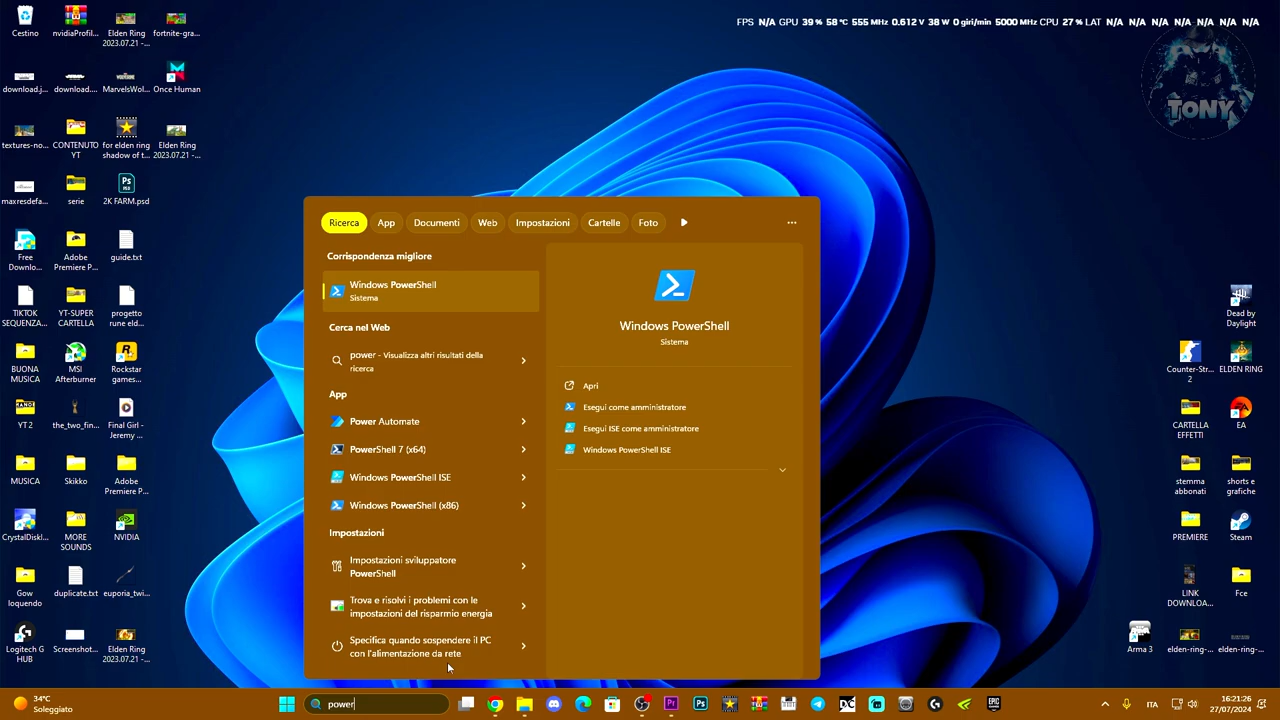 FPS N/A GPU 39 % 58 °C 555 MHz 0.612 V 38 W 0 giri/min 5000 MHz CPU 27 % LAT N/A N/A N/A N/A N/A N/A N/A
TONY
Cestino
nvidiaProfil...
Elden Ring
2023.07.21 -...
fortnite-gra...
download.j...
download....
MarvelsWol...
Once Human
textures-no...
CONTENUTO
YT
for elden ring
shadow of t...
Elden Ring
2023.07.21 -...
maxresdefa...
serie
2K FARM.psd
Free
Downlo...
Adobe
Premiere P...
guide.txt
TIKTOK
SEQUENZA...
YT-SUPER
CARTELLA
progetto
rune eld...
BUONA
MUSICA
MSI
Afterburner
Rockstar
games...
YT 2
the_two_fin...
Final Girl -
Jeremy ...
MUSICA
Skikko
Adobe
Premiere P...
CrystalDiskI...
MORE
SOUNDS
NVIDIA
Gow
loquendo
duplicate.txt
euporia_twi...
Logitech G
HUB
Screenshot...
Elden Ring
2023.07.21 -...
Ricerca
App
Documenti
Web
Impostazioni
Cartelle
Foto
Corrispondenza migliore
Windows PowerShell
Sistema
Cerca nel Web
power - Visualizza altri risultati della
ricerca
App
Power Automate
PowerShell 7 (x64)
Windows PowerShell ISE
Windows PowerShell (x86)
Impostazioni
Impostazioni sviluppatore
PowerShell
Trova e risolvi i problemi con le
impostazioni del risparmio energia
Specifica quando sospendere il PC
con l'alimentazione da rete
Windows PowerShell
Sistema
Apri
Esegui come amministratore
Esegui ISE come amministratore
Windows PowerShell ISE
Dead by
Daylight
Counter-Str...
2
ELDEN RING
CARTELLA
EFFETTI
EA
stemma
abbonati
shorts e
grafiche
PREMIERE
Steam
LINK
DOWNLOA...
Fce
Arma 3
elden-ring-...
elden-ring-...
34°C
Soleggiato
power
ITA
16:21:26
27/07/2024